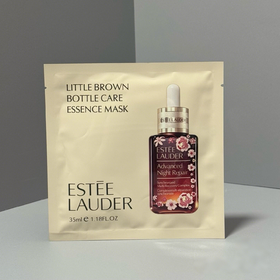 LITTLE BROWN
BOTTLE CARE
ESSENCE MASK
ESTĒE
LAUDER
Advanced
Night Repair
ESTĒE
LAUDER
35ml e 1.18FL.OZ